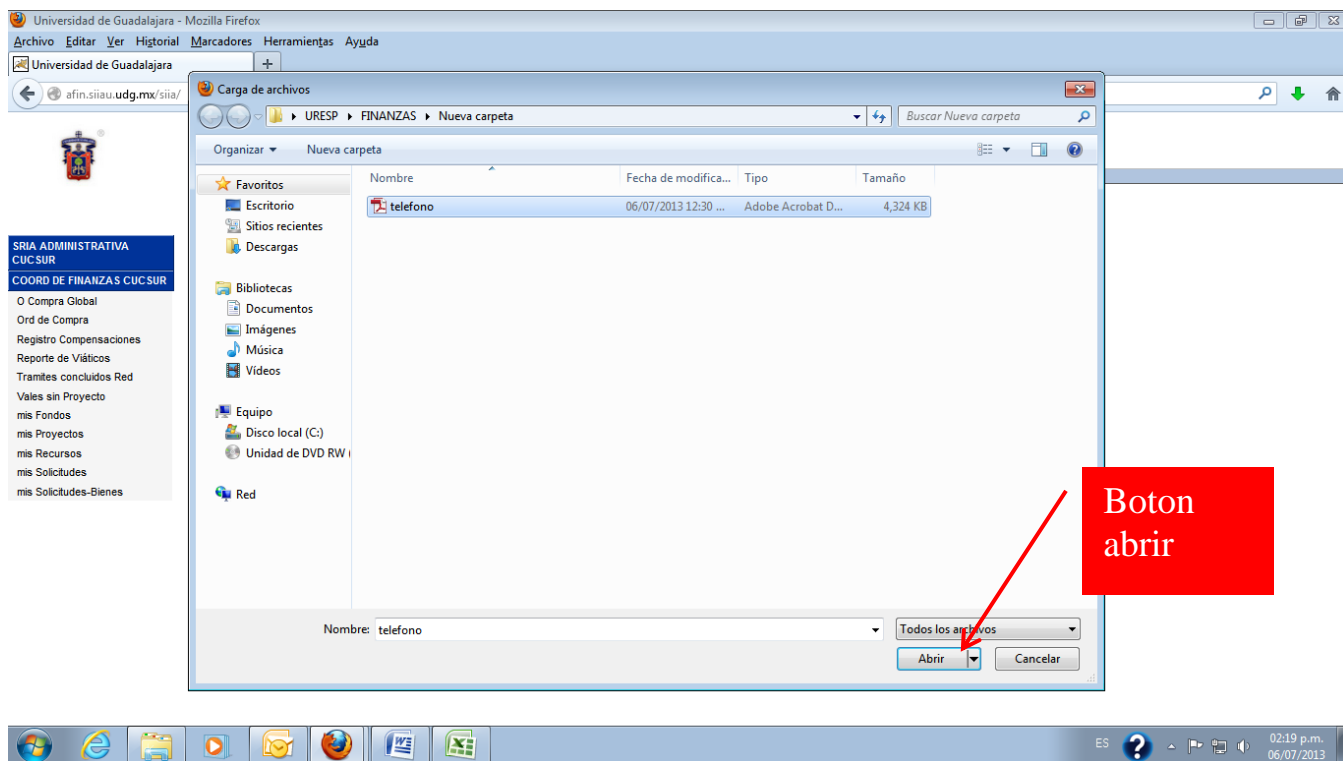 Universidad de Guadalajara - Mozilla Firefox
Archivo Editar Ver Historial Marcadores Herramientas Ayuda
Universidad de Guadalajara +
afin.siiau.udg.mx/siia/
Carga de archivos
URESP FINANZAS Nueva carpeta
Buscar Nueva carpeta
Organizar Nueva carpeta
Favoritos
Escritorio
Sitios recientes
Descargas
Bibliotecas
Documentos
Imágenes
Música
Vídeos
Equipo
Disco local (C:)
Unidad de DVD RW
Red
Nombre Fecha de modifica... Tipo Tamaño
telefono 06/07/2013 12:30 ... Adobe Acrobat D... 4,324 KB
SRIA ADMINISTRATIVA
CUCSUR
COORD DE FINANZAS CUCSUR
O Compra Global
Ord de Compra
Registro Compensaciones
Reporte de Viáticos
Tramites concluidos Red
Vales sin Proyecto
mis Fondos
mis Proyectos
mis Recursos
mis Solicitudes
mis Solicitudes-Bienes
Boton
abrir
Nombre: telefono
Todos los archivos
Abrir Cancelar
ES
02:19 p.m.
06/07/2013